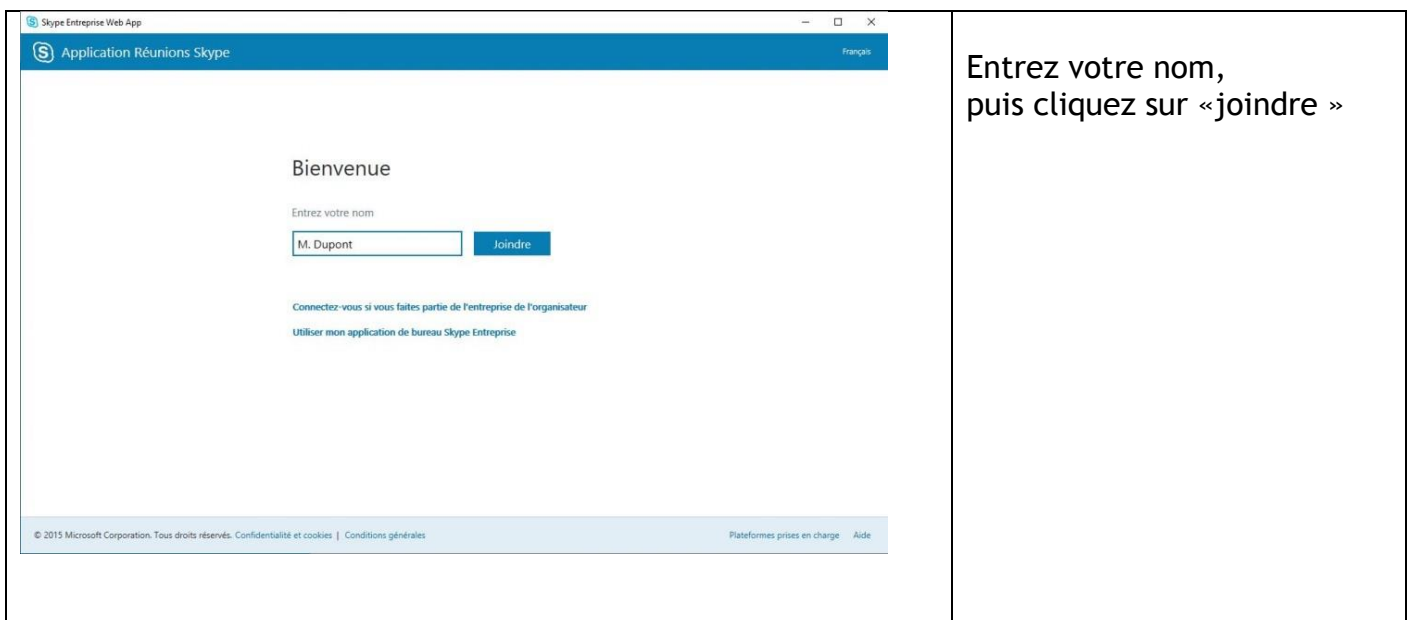 Skype Entreprise Web App
Application Réunions Skype
Français
Bienvenue
Entrez votre nom
M. Dupont
Joindre
Connectez-vous si vous faites partie de l'entreprise de l'organisateur
Utiliser mon application de bureau Skype Entreprise
© 2015 Microsoft Corporation. Tous droits réservés. Confidentialité et cookies | Conditions générales
Plateformes prises en charge Aide
Entrez votre nom,
puis cliquez sur «joindre »